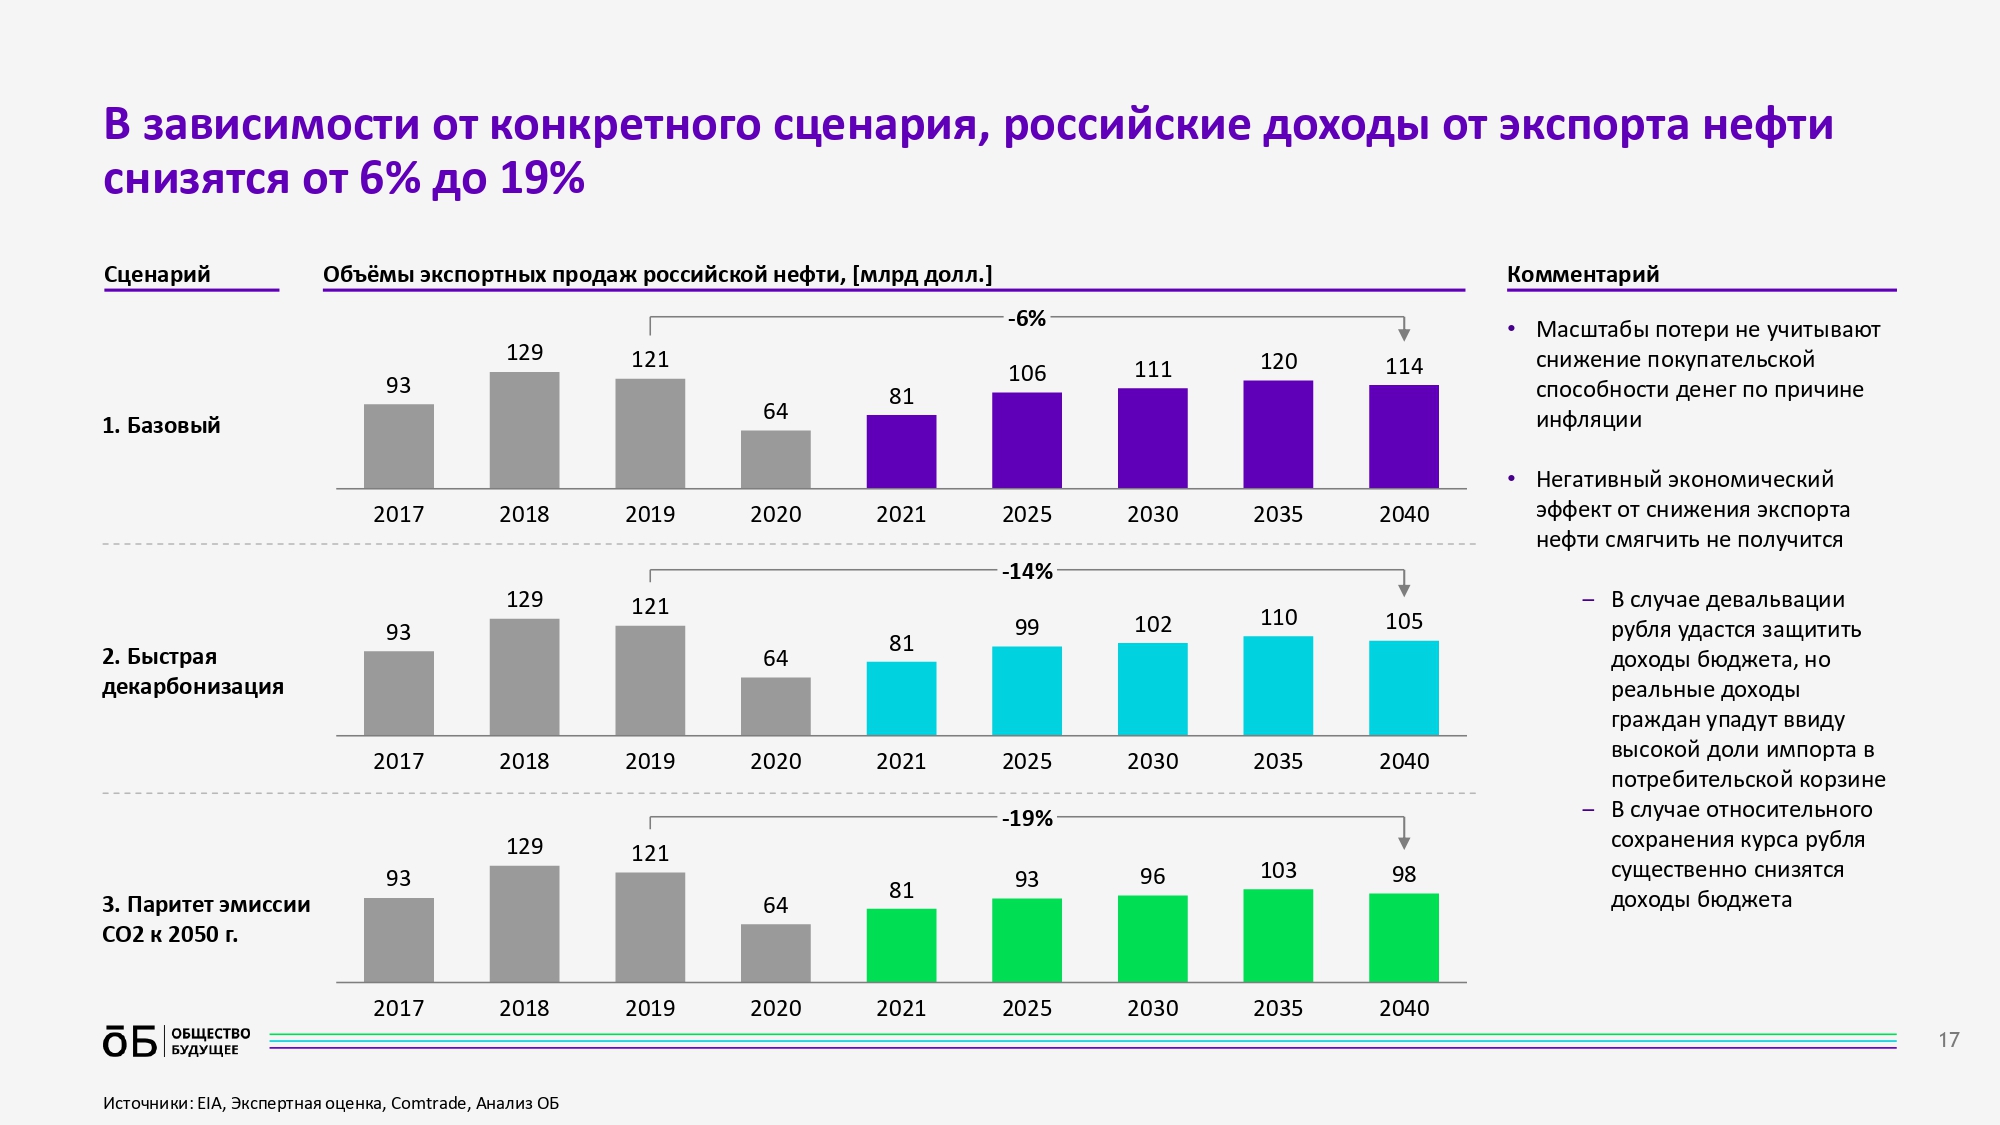 В зависимости от конкретного сценария, российские доходы от экспорта нефти
снизятся от 6% до 19%
Сценарий
Объёмы экспортных продаж российской нефти, [млрд долл.]
Комментарий
1. Базовый
-6%
93 129 121 64 81 106 111 120 114
2017 2018 2019 2020 2021 2025 2030 2035 2040
2. Быстрая
декарбонизация
-14%
93 129 121 64 81 99 102 110 105
2017 2018 2019 2020 2021 2025 2030 2035 2040
3. Паритет эмиссии
СО2 к 2050 г.
-19%
93 129 121 64 81 93 96 103 98
2017 2018 2019 2020 2021 2025 2030 2035 2040
• Масштабы потери не учитывают
снижение покупательской
способности денег по причине
инфляции
• Негативный экономический
эффект от снижения экспорта
нефти смягчить не получится
– В случае девальвации
рубля удастся защитить
доходы бюджета, но
реальные доходы
граждан упадут ввиду
высокой доли импорта в
потребительской корзине
– В случае относительного
сохранения курса рубля
существенно снизятся
доходы бюджета
ОБ ОБЩЕСТВО
БУДУЩЕЕ
17
Источники: EIA, Экспертная оценка, Comtrade, Анализ ОБ